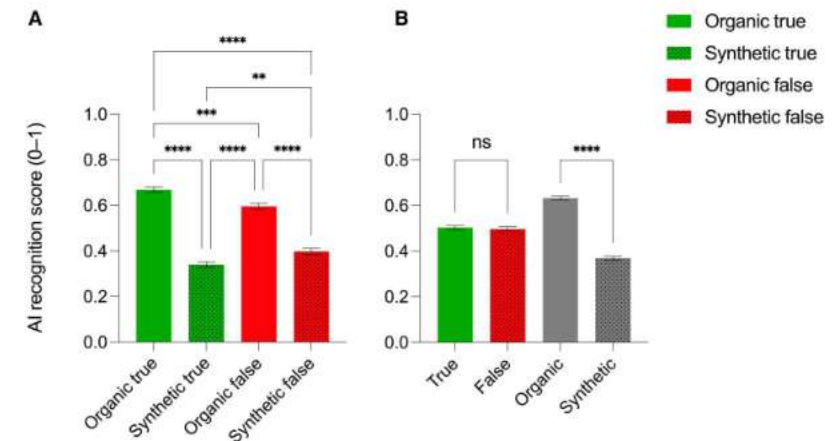 A
B
Organic true
Synthetic true
Organic false
Synthetic false
AI recognition score (0–1)
****
**
***
**** **** ****
1.0
0.8
0.6
0.4
0.2
0.0
Organic true
Synthetic true
Organic false
Synthetic false
ns
****
1.0
0.8
0.6
0.4
0.2
0.0
True
False
Organic
Synthetic